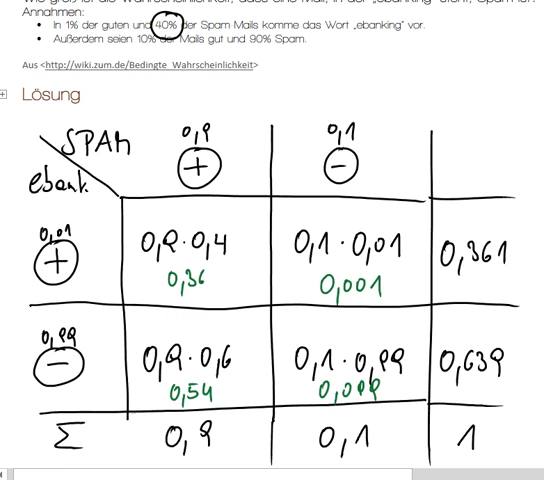 Annahmen:
• In 1% der guten und 40% der Spam Mails komme das Wort „ebanking“ vor.
• Außerdem seien 10% der Mails gut und 90% Spam.
Aus <http://wiki.zum.de/Bedingte_Wahrscheinlichkeit>
Lösung
SPAM 0,9 0,1
ebank. + -
0,01 + 0,9·0,4 0,1·0,01 0,361
0,36 0,001
0,99 - 0,9·0,6 0,1·0,99 0,639
0,54 0,099
Σ 0,9 0,1 1